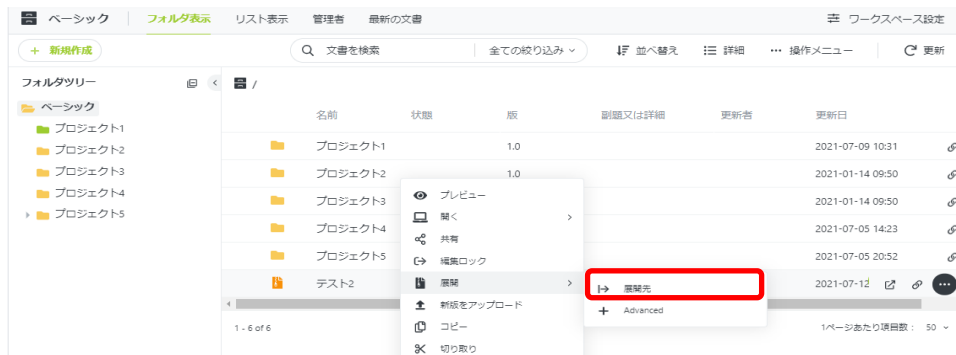 ベーシック フォルダ表示 リスト表示 管理者 最新の文書 ワークスペース設定
+ 新規作成 文書を検索 全ての絞り込み 並べ替え 詳細 ... 操作メニュー 更新
フォルダツリー /
ベーシック
プロジェクト1
プロジェクト2
プロジェクト3
プロジェクト4
プロジェクト5
名前 状態 版 副題又は詳細 更新者 更新日
プロジェクト1 1.0 2021-07-09 10:31
プロジェクト2 1.0 2021-01-14 09:50
プロジェクト3 2021-01-14 09:50
プロジェクト4 2021-07-05 14:23
プロジェクト5 2021-07-05 20:52
テスト2 2021-07-12
プレビュー
開く
共有
編集ロック
展開
新版をアップロード
コピー
切り取り
展開先
Advanced
1 - 6 of 6 1ページあたり項目数： 50